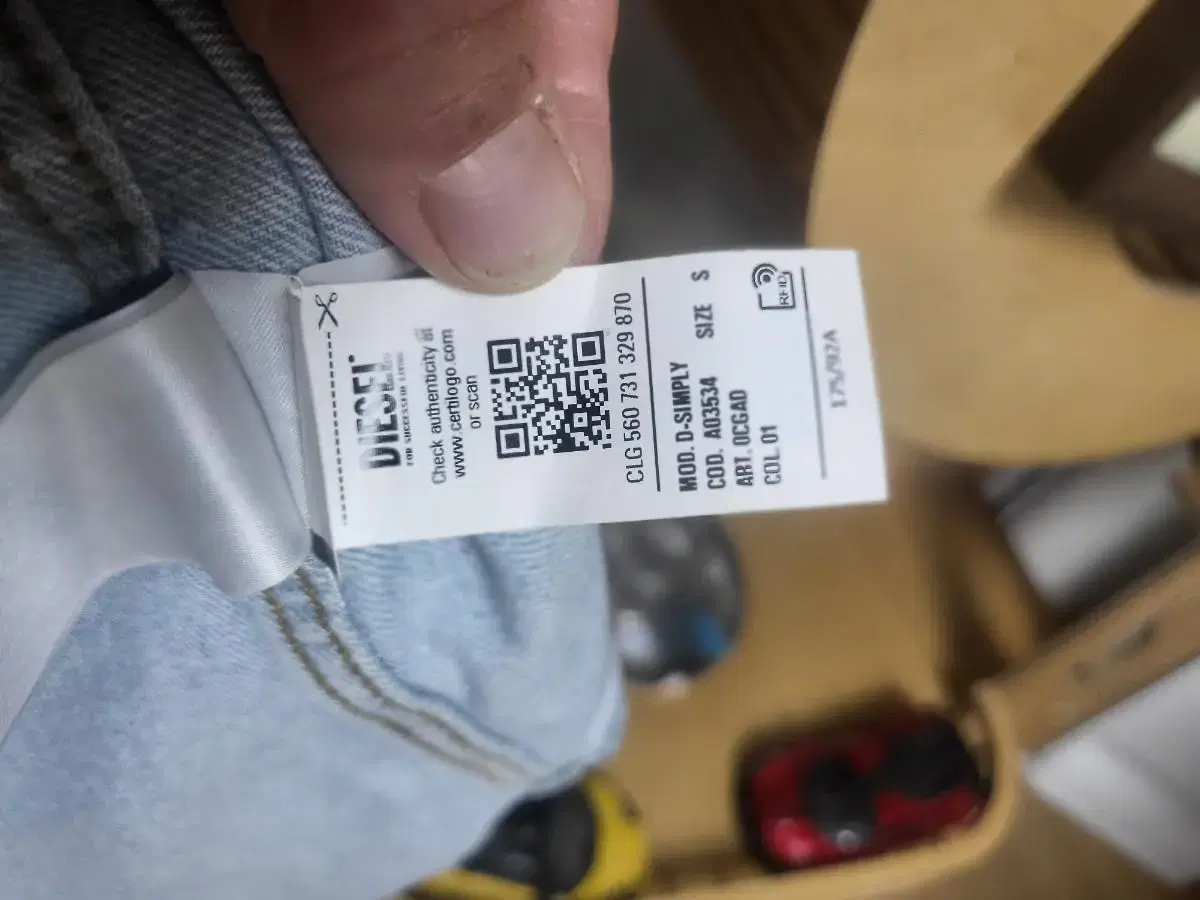 DIESEL
FOR SUCCESSFUL LIVING
Check authenticity at
www.certilogo.com
or scan
CLG 560 731 329 870
MOD. D-SIMPLY
COD. A03534 SIZE S
ART. 0CGAD
COL. 01
RFID
175/92A